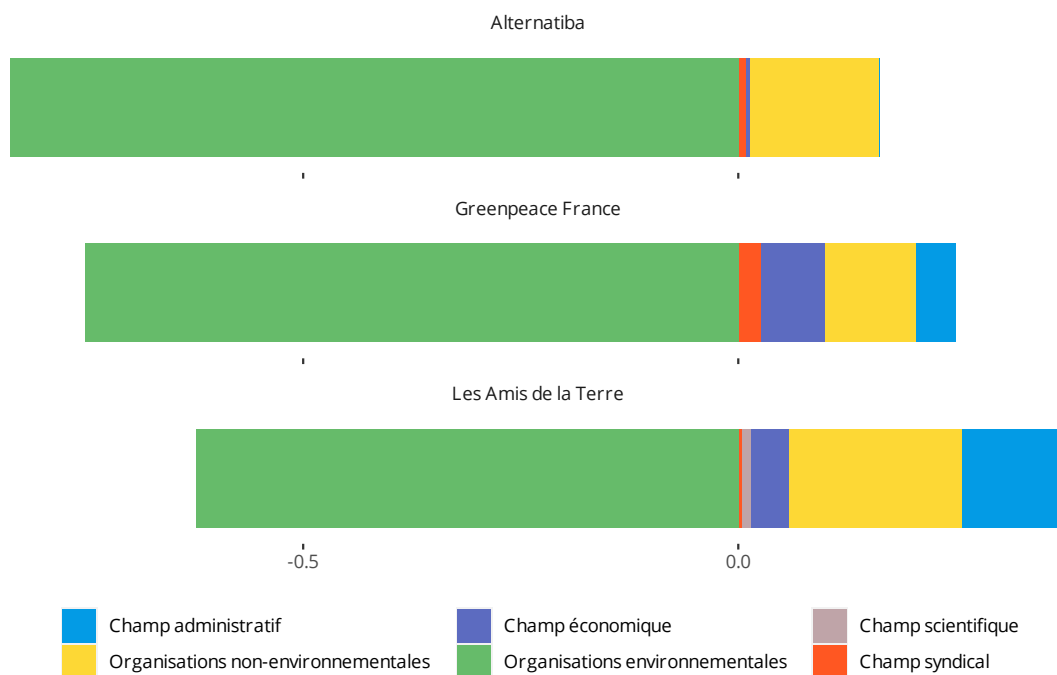 Alternatiba
Greenpeace France
Les Amis de la Terre
-0.5 0.0
Champ administratif Champ économique Champ scientifique
Organisations non-environnementales Organisations environnementales Champ syndical